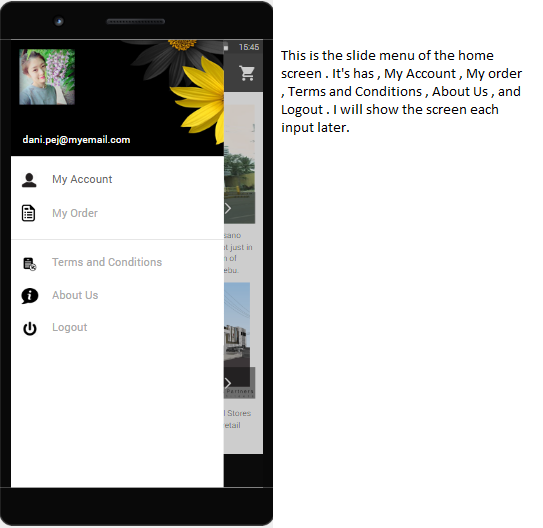 15:45
dani.pej@myemail.com
My Account
My Order
Terms and Conditions
About Us
Logout
sano
t just in
n of
ebu.
Partners
l Stores
retail
This is the slide menu of the home
screen . It's has , My Account , My order
, Terms and Conditions , About Us , and
Logout . I will show the screen each
input later.